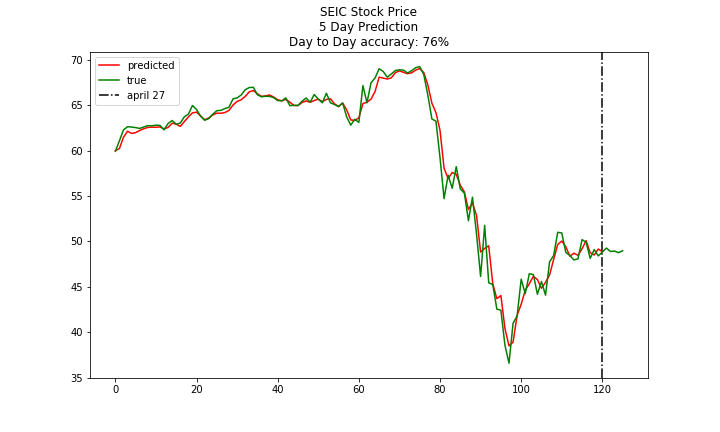 SEIC Stock Price
5 Day Prediction
Day to Day accuracy: 76%
predicted
true
april 27
70
65
60
55
50
45
40
35
0 20 40 60 80 100 120